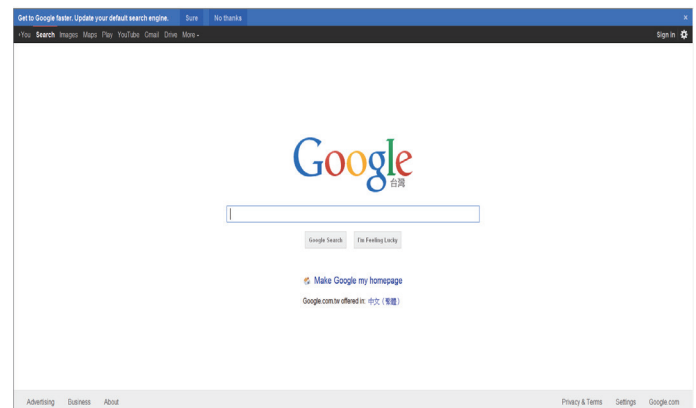 Get to Google faster. Update your default search engine. Sure No thanks ×
+You Search Images Maps Play YouTube Gmail Drive More Sign in
Google
台灣
Google Search I'm Feeling Lucky
Make Google my homepage
Google.com.tw offered in: 中文（繁體）
Advertising Business About Privacy & Terms Settings Google.com